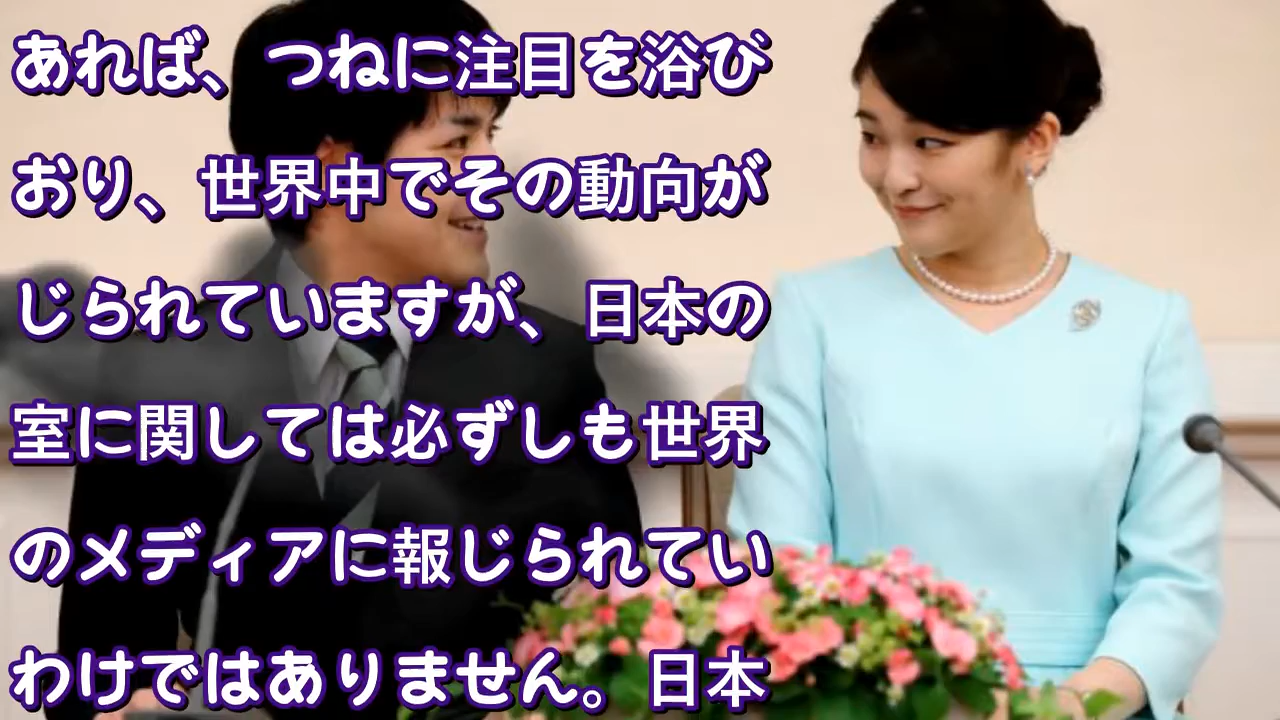 あれば、つねに注目を浴び
おり、世界中でその動向が
じられていますが、日本の
室に関しては必ずしも世界
のメディアに報じられてい
わけではありません。日本